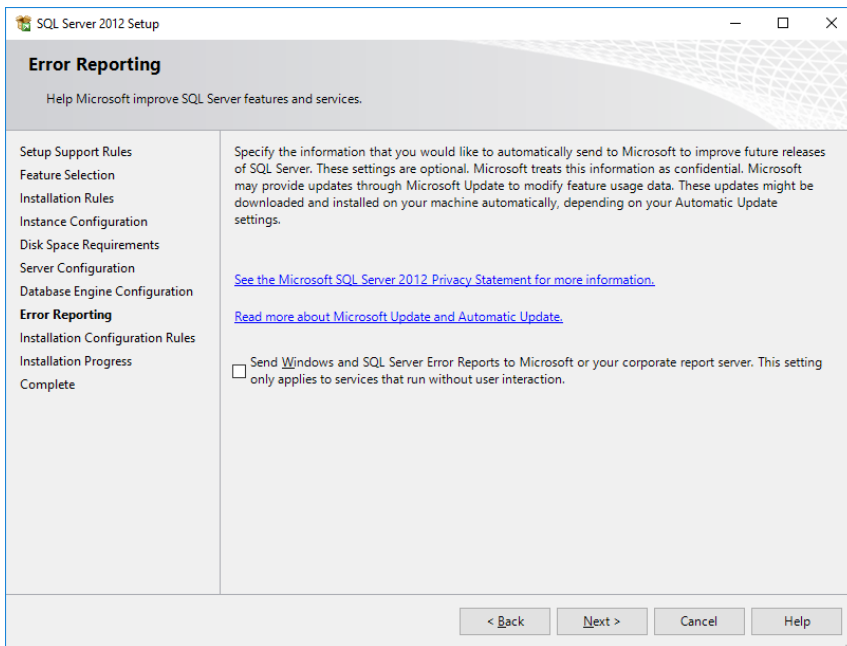 SQL Server 2012 Setup
Error Reporting
Help Microsoft improve SQL Server features and services.
Setup Support Rules
Feature Selection
Installation Rules
Instance Configuration
Disk Space Requirements
Server Configuration
Database Engine Configuration
Error Reporting
Installation Configuration Rules
Installation Progress
Complete
Specify the information that you would like to automatically send to Microsoft to improve future releases
of SQL Server. These settings are optional. Microsoft treats this information as confidential. Microsoft
may provide updates through Microsoft Update to modify feature usage data. These updates might be
downloaded and installed on your machine automatically, depending on your Automatic Update
settings.
See the Microsoft SQL Server 2012 Privacy Statement for more information.
Read more about Microsoft Update and Automatic Update.
Send Windows and SQL Server Error Reports to Microsoft or your corporate report server. This setting
only applies to services that run without user interaction.
< Back
Next >
Cancel
Help